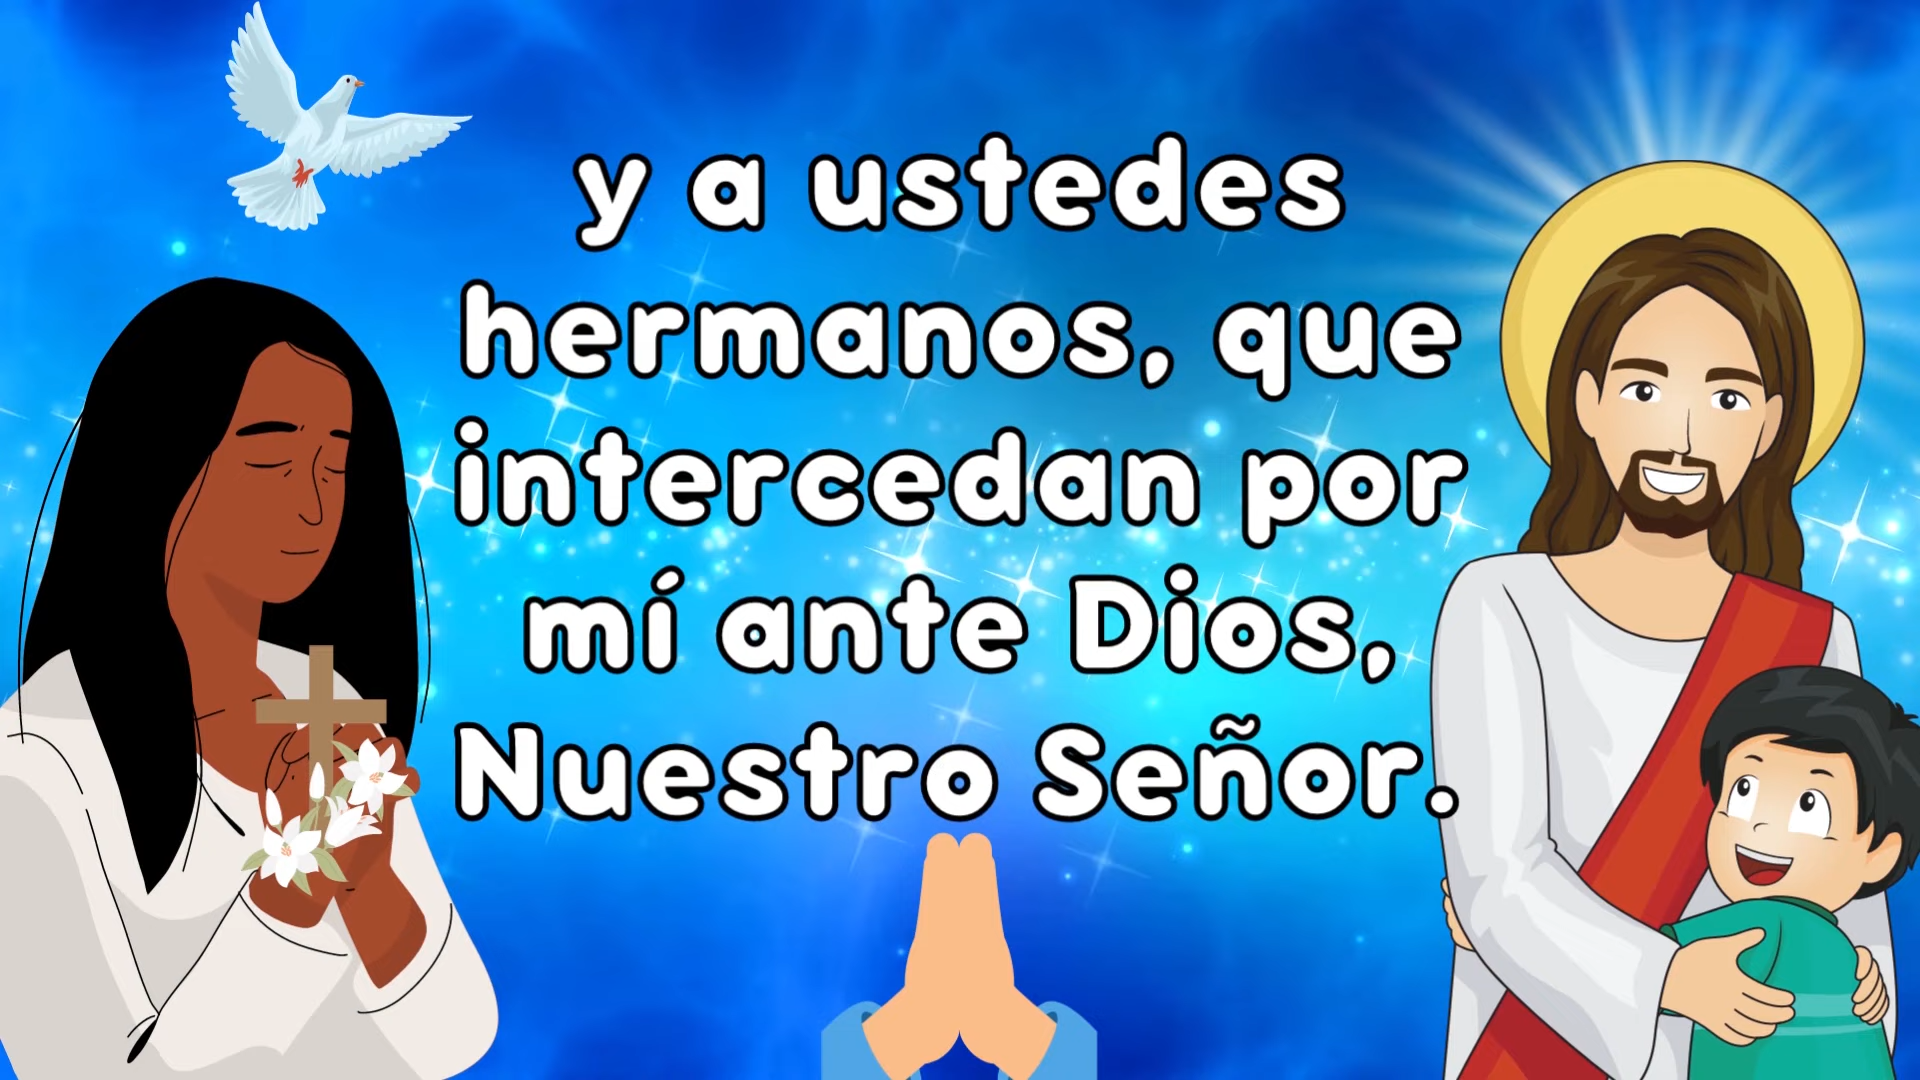 y a ustedes
hermanos, que
intercedan por
mí ante Dios,
Nuestro Señor.